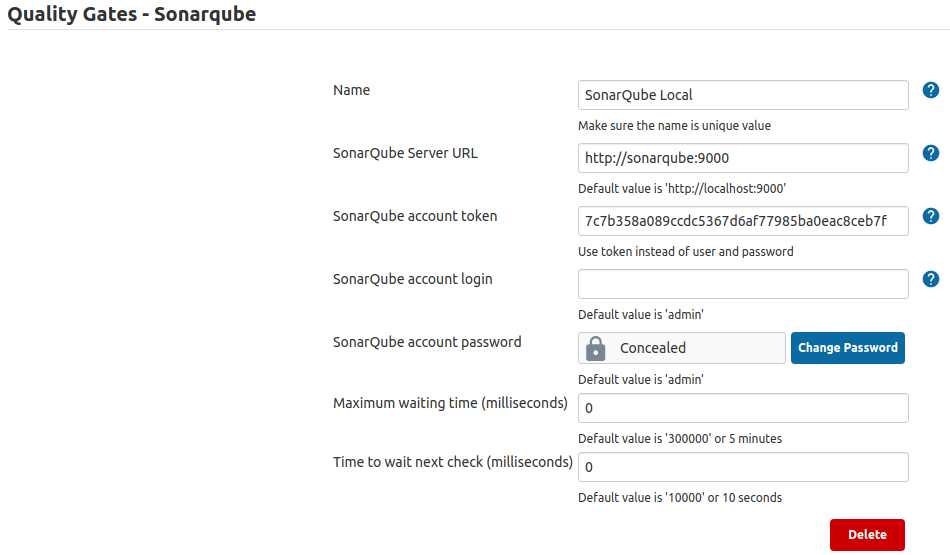 Quality Gates - Sonarqube
Name
SonarQube Local
?
Make sure the name is unique value
SonarQube Server URL
http://sonarqube:9000
?
Default value is 'http://localhost:9000'
SonarQube account token
7c7b358a089ccdc5367d6af77985ba0eac8ceb7f
?
Use token instead of user and password
SonarQube account login
?
Default value is 'admin'
SonarQube account password
Concealed
Change Password
Default value is 'admin'
Maximum waiting time (milliseconds)
0
Default value is '300000' or 5 minutes
Time to wait next check (milliseconds)
0
Default value is '10000' or 10 seconds
Delete